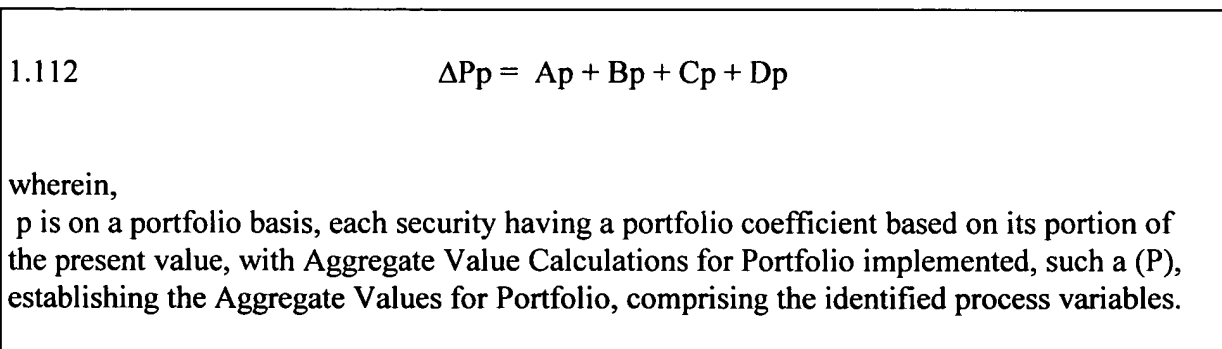 1.112 ΔPp = Ap + Bp + Cp + Dp
wherein,
p is on a portfolio basis, each security having a portfolio coefficient based on its portion of
the present value, with Aggregate Value Calculations for Portfolio implemented, such a (P),
establishing the Aggregate Values for Portfolio, comprising the identified process variables.